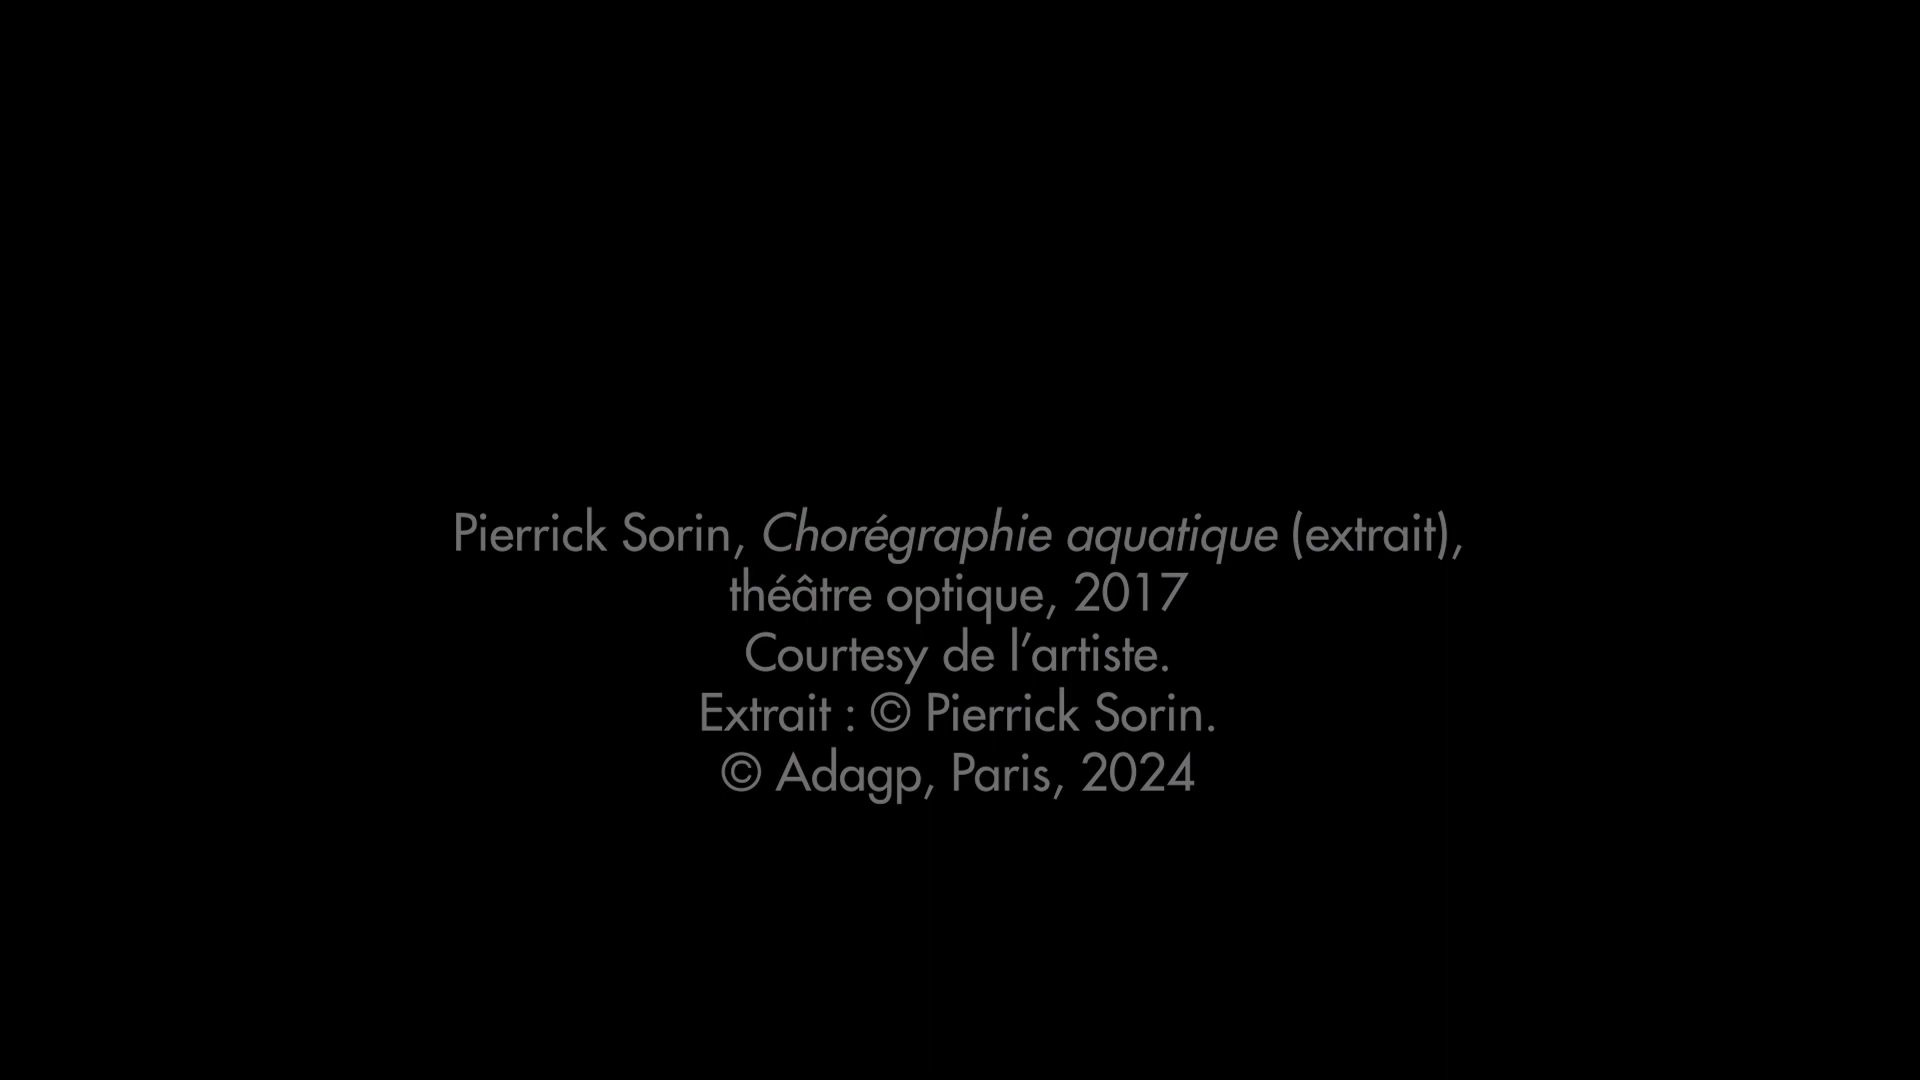 Pierrick Sorin, Chorégraphie aquatique (extrait),
théâtre optique, 2017
Courtesy de l’artiste.
Extrait : © Pierrick Sorin.
© Adagp, Paris, 2024